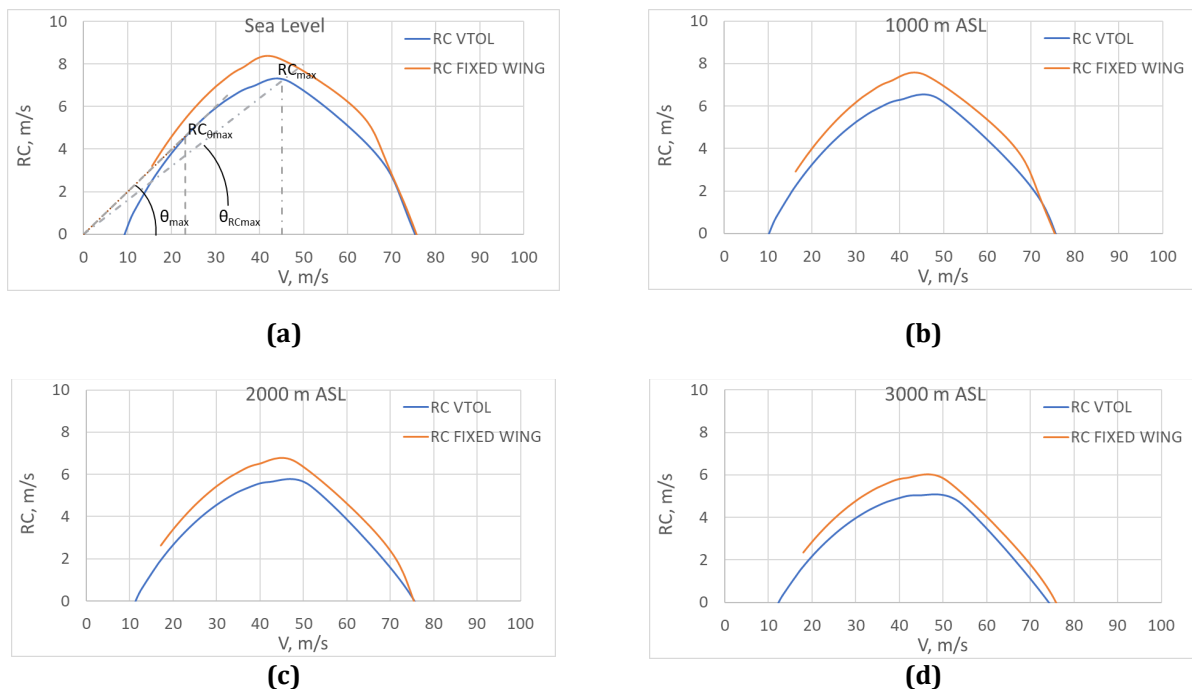 Sea Level
RC VTOL
RC FIXED WING
RC, m/s
10
8
6
4
2
0
RCmax
RCθmax
θmax
θRCmax
0 10 20 30 40 50 60 70 80 90 100
V, m/s
(a)
1000 m ASL
RC VTOL
RC FIXED WING
RC, m/s
10
8
6
4
2
0
0 10 20 30 40 50 60 70 80 90 100
V, m/s
(b)
2000 m ASL
RC VTOL
RC FIXED WING
RC, m/s
10
8
6
4
2
0
0 10 20 30 40 50 60 70 80 90 100
V, m/s
(c)
3000 m ASL
RC VTOL
RC FIXED WING
RC, m/s
10
8
6
4
2
0
0 10 20 30 40 50 60 70 80 90 100
V, m/s
(d)